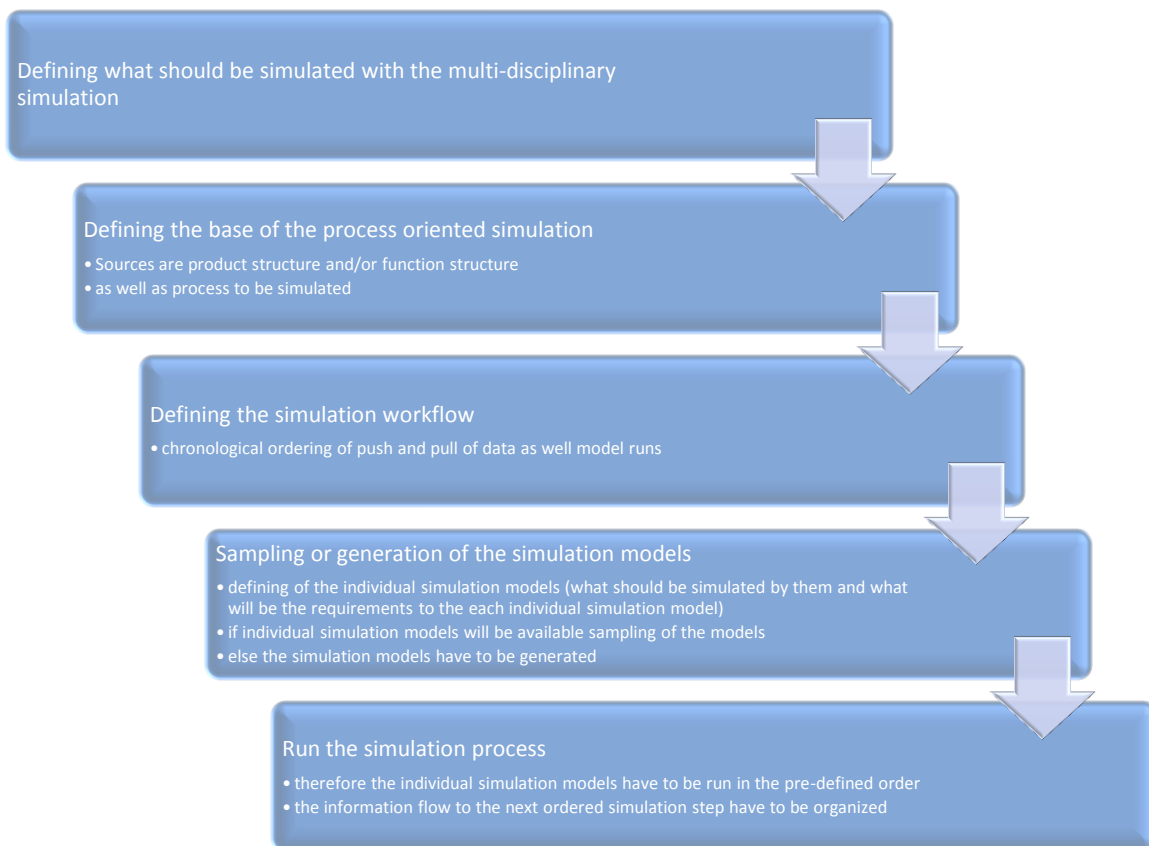 Defining what should be simulated with the multi-disciplinary
simulation
Defining the base of the process oriented simulation
• Sources are product structure and/or function structure
• as well as process to be simulated
Defining the simulation workflow
• chronological ordering of push and pull of data as well model runs
Sampling or generation of the simulation models
• defining of the individual simulation models (what should be simulated by them and what
will be the requirements to the each individual simulation model)
• if individual simulation models will be available sampling of the models
• else the simulation models have to be generated
Run the simulation process
• therefore the individual simulation models have to be run in the pre-defined order
• the information flow to the next ordered simulation step have to be organized